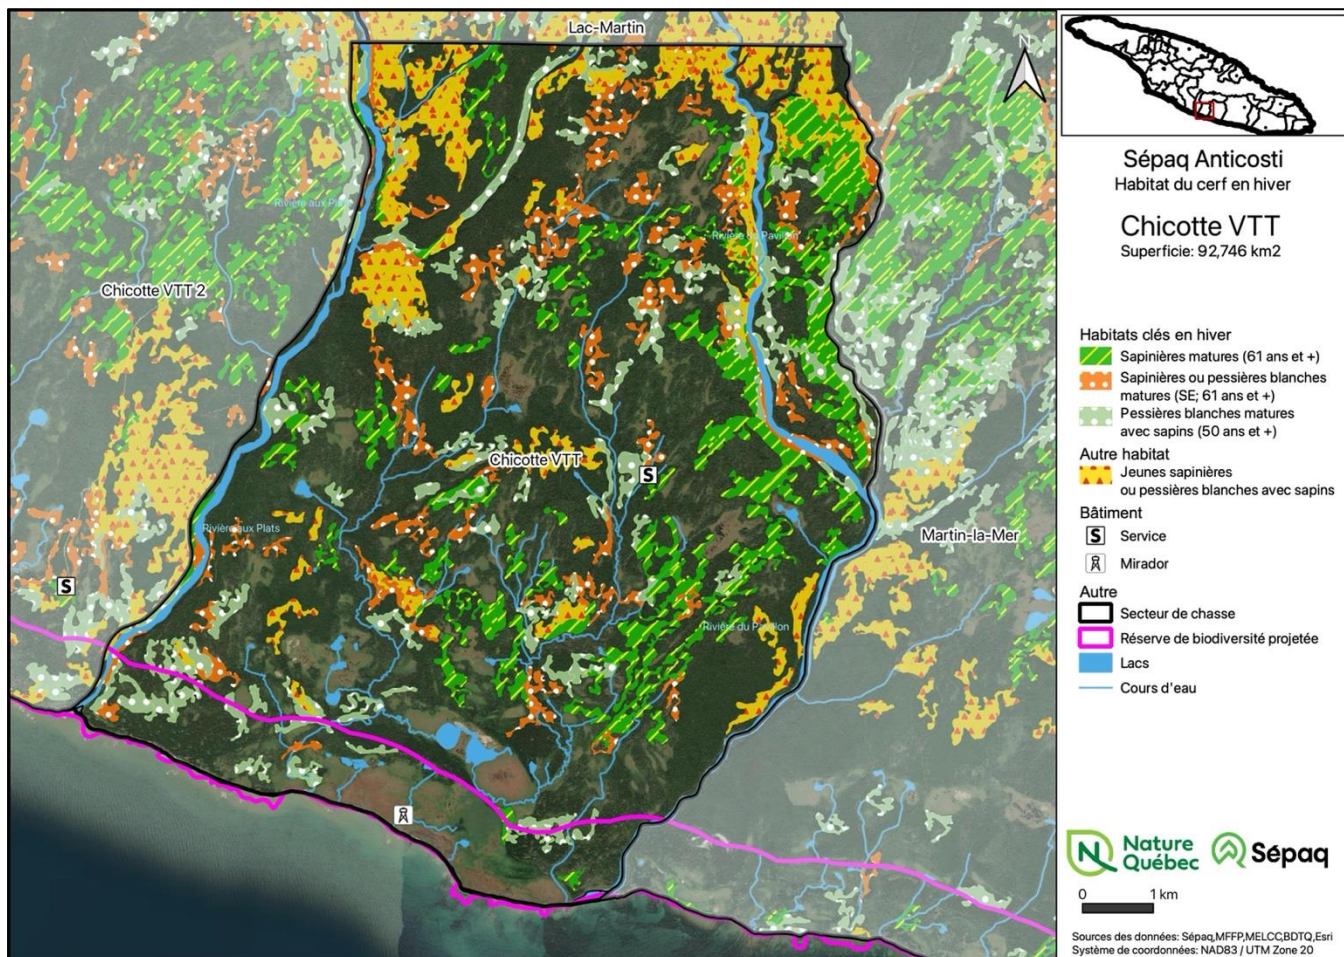 Lac-Martin
N
Rivière aux Plats
Rivière du Pavillon
Chicotte VTT 2
Chicotte VTT
S
Rivière aux Plats
Martin-la-Mer
S
Rivière du Pavillon
Sépaq Anticosti
Habitat du cerf en hiver
Chicotte VTT
Superficie: 92,746 km2
Habitats clés en hiver
Sapinières matures (61 ans et +)
Sapinières ou pessières blanches
matures (SE; 61 ans et +)
Pessières blanches matures
avec sapins (50 ans et +)
Autre habitat
Jeunes sapinières
ou pessières blanches avec sapins
Bâtiment
S Service
Mirador
Autre
Secteur de chasse
Réserve de biodiversité projetée
Lacs
Cours d'eau
N Nature
Québec
Sépaq
0 1 km
Sources des données: Sépaq,MFFP,MELCC,BDTQ,Esri
Système de coordonnées: NAD83 / UTM Zone 20